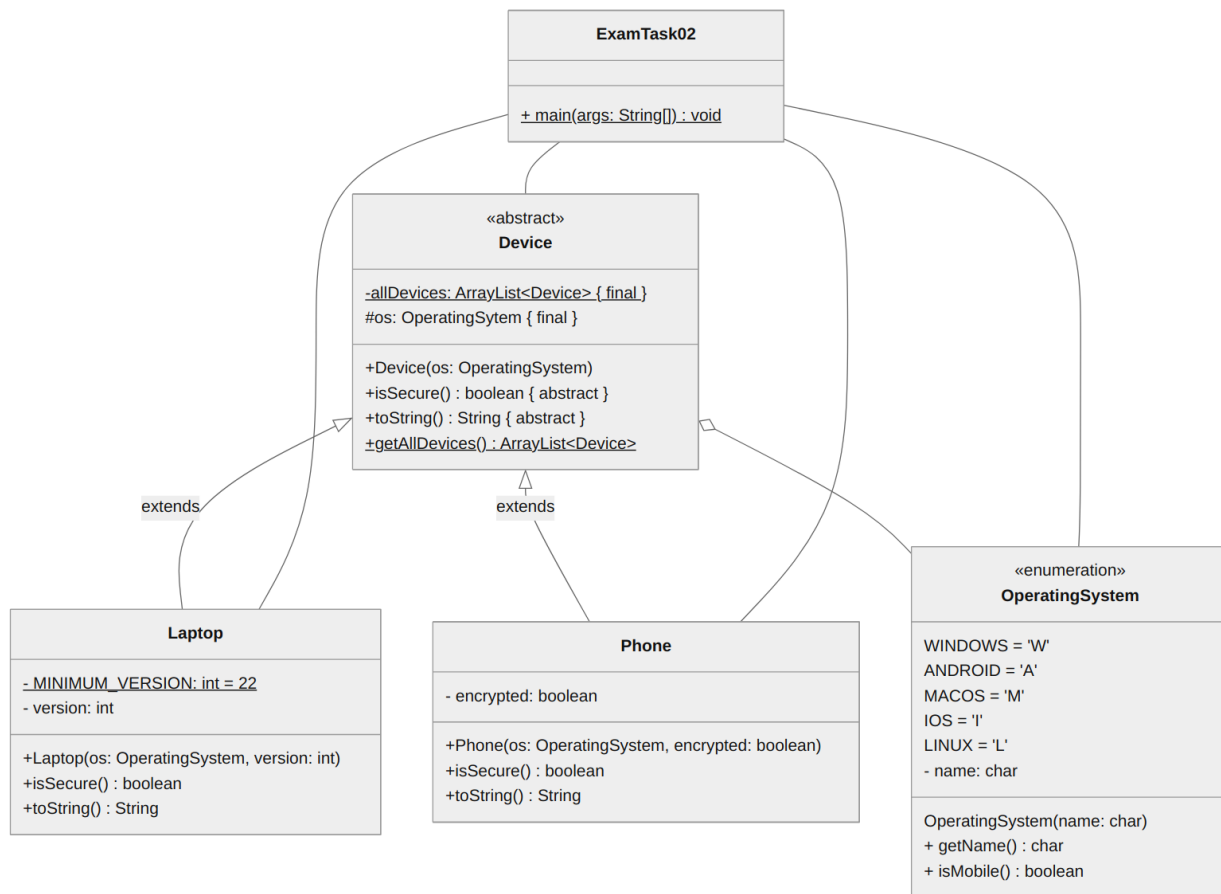 ExamTask02
+ main(args: String[]) : void
«abstract»
Device
-allDevices: ArrayList<Device> { final }
#os: OperatingSytem { final }
+Device(os: OperatingSystem)
+isSecure() : boolean { abstract }
+toString() : String { abstract }
+getAllDevices() : ArrayList<Device>
extends
extends
Laptop
- MINIMUM_VERSION: int = 22
- version: int
+Laptop(os: OperatingSystem, version: int)
+isSecure() : boolean
+toString() : String
Phone
- encrypted: boolean
+Phone(os: OperatingSystem, encrypted: boolean)
+isSecure() : boolean
+toString() : String
«enumeration»
OperatingSystem
WINDOWS = 'W'
ANDROID = 'A'
MACOS = 'M'
IOS = 'I'
LINUX = 'L'
- name: char
OperatingSystem(name: char)
+ getName() : char
+ isMobile() : boolean